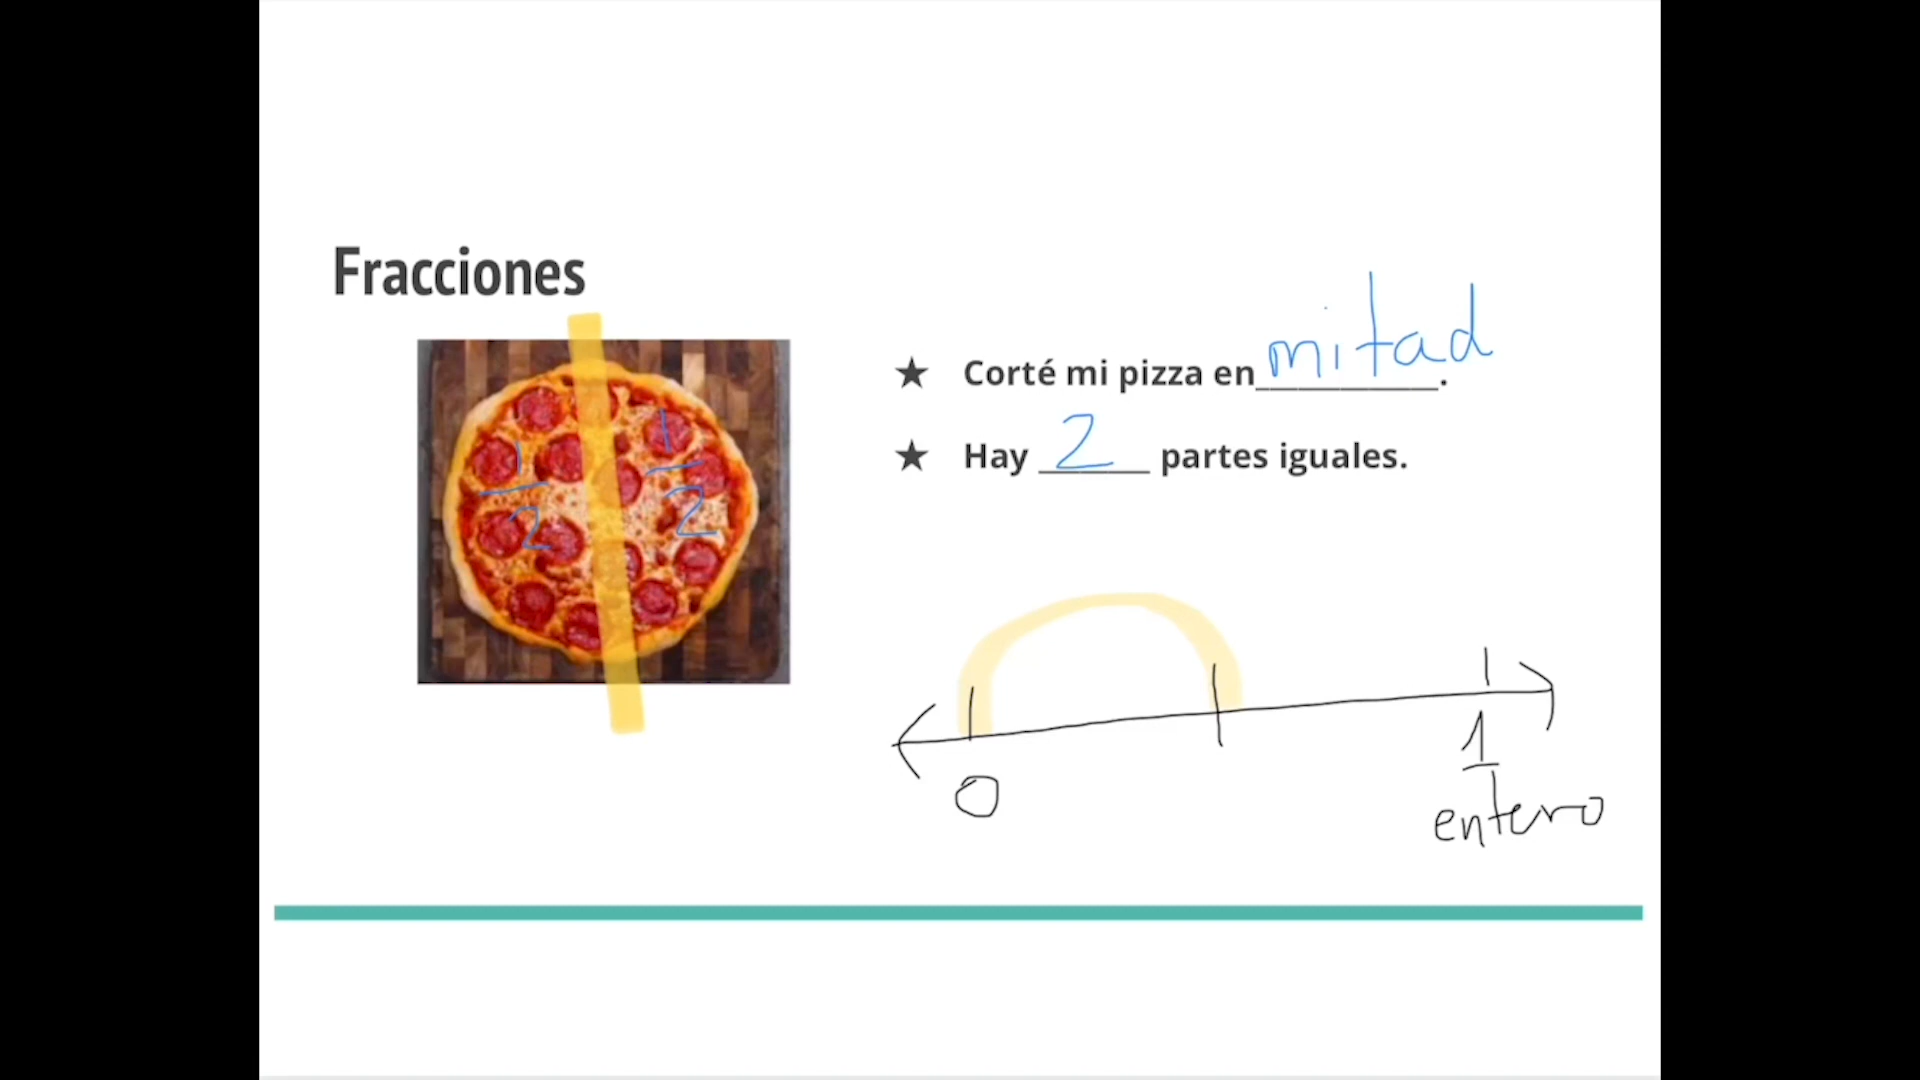 Fracciones
★ Corté mi pizza en mitad.
★ Hay 2 partes iguales.
1/2 1/2
0 1
entero